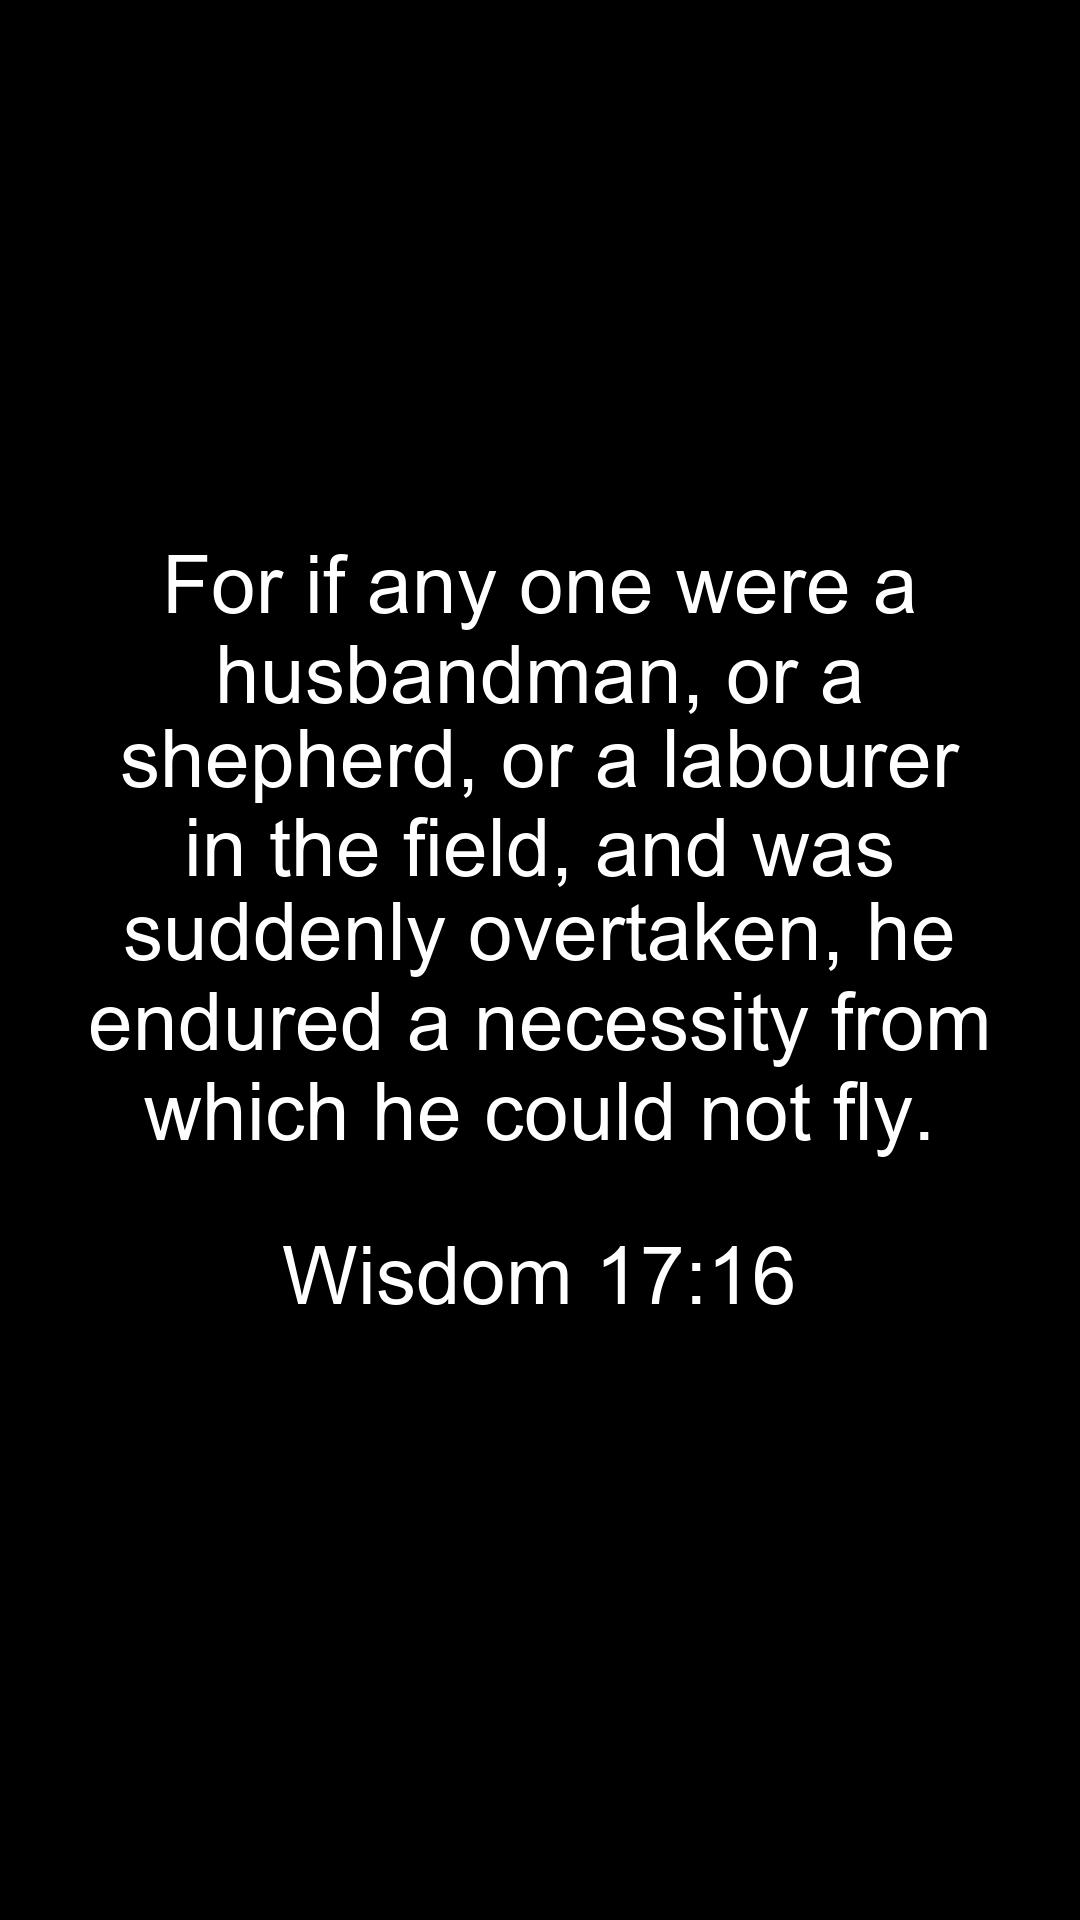 For if any one were a
husbandman, or a
shepherd, or a labourer
in the field, and was
suddenly overtaken, he
endured a necessity from
which he could not fly.
Wisdom 17:16